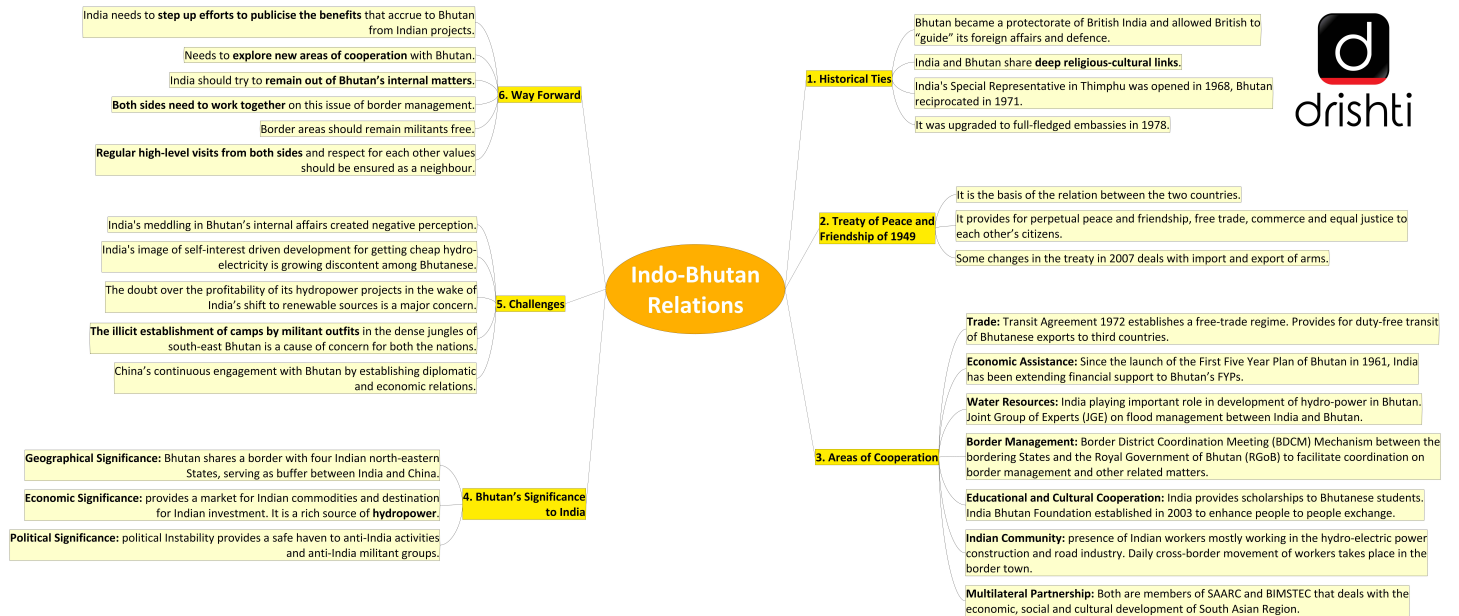 Indo-Bhutan
Relations
drishti
1. Historical Ties
Bhutan became a protectorate of British India and allowed British to
“guide” its foreign affairs and defence.
India and Bhutan share deep religious-cultural links.
India's Special Representative in Thimphu was opened in 1968, Bhutan
reciprocated in 1971.
It was upgraded to full-fledged embassies in 1978.
2. Treaty of Peace and
Friendship of 1949
It is the basis of the relation between the two countries.
It provides for perpetual peace and friendship, free trade, commerce and equal justice to
each other’s citizens.
Some changes in the treaty in 2007 deals with import and export of arms.
3. Areas of Cooperation
Trade: Transit Agreement 1972 establishes a free-trade regime. Provides for duty-free transit
of Bhutanese exports to third countries.
Economic Assistance: Since the launch of the First Five Year Plan of Bhutan in 1961, India
has been extending financial support to Bhutan’s FYPs.
Water Resources: India playing important role in development of hydro-power in Bhutan.
Joint Group of Experts (JGE) on flood management between India and Bhutan.
Border Management: Border District Coordination Meeting (BDCM) Mechanism between the
bordering States and the Royal Government of Bhutan (RGoB) to facilitate coordination on
border management and other related matters.
Educational and Cultural Cooperation: India provides scholarships to Bhutanese students.
India Bhutan Foundation established in 2003 to enhance people to people exchange.
Indian Community: presence of Indian workers mostly working in the hydro-electric power
construction and road industry. Daily cross-border movement of workers takes place in the
border town.
Multilateral Partnership: Both are members of SAARC and BIMSTEC that deals with the
economic, social and cultural development of South Asian Region.
4. Bhutan’s Significance
to India
Geographical Significance: Bhutan shares a border with four Indian north-eastern
States, serving as buffer between India and China.
Economic Significance: provides a market for Indian commodities and destination
for Indian investment. It is a rich source of hydropower.
Political Significance: political Instability provides a safe haven to anti-India activities
and anti-India militant groups.
5. Challenges
India's meddling in Bhutan’s internal affairs created negative perception.
India's image of self-interest driven development for getting cheap hydro-
electricity is growing discontent among Bhutanese.
The doubt over the profitability of its hydropower projects in the wake of
India’s shift to renewable sources is a major concern.
The illicit establishment of camps by militant outfits in the dense jungles of
south-east Bhutan is a cause of concern for both the nations.
China’s continuous engagement with Bhutan by establishing diplomatic
and economic relations.
6. Way Forward
India needs to step up efforts to publicise the benefits that accrue to Bhutan
from Indian projects.
Needs to explore new areas of cooperation with Bhutan.
India should try to remain out of Bhutan’s internal matters.
Both sides need to work together on this issue of border management.
Border areas should remain militants free.
Regular high-level visits from both sides and respect for each other values
should be ensured as a neighbour.